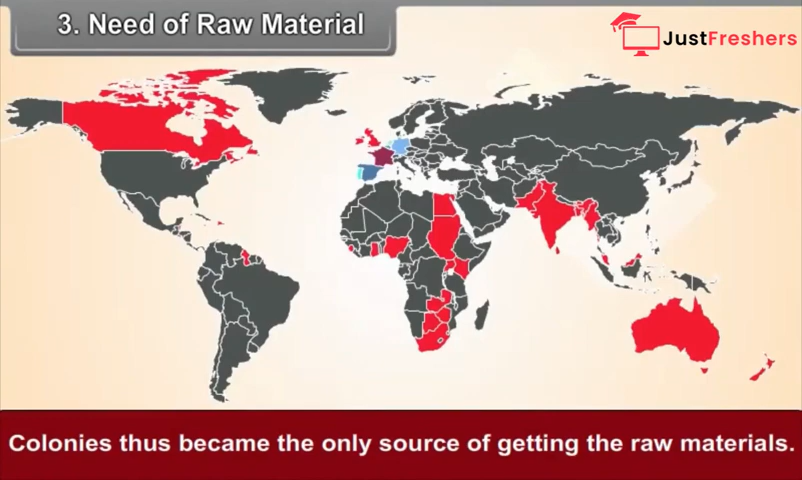 3. Need of Raw Material
JustFreshers
Colonies thus became the only source of getting the raw materials.